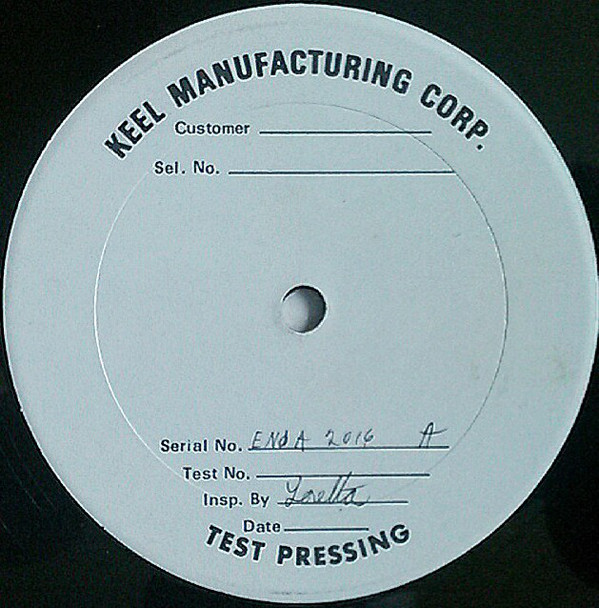 KEEL MANUFACTURING CORP.
Customer
Sel. No.
Serial No. ENDA 2016 A
Test No.
Insp. By Loretta
Date
TEST PRESSING